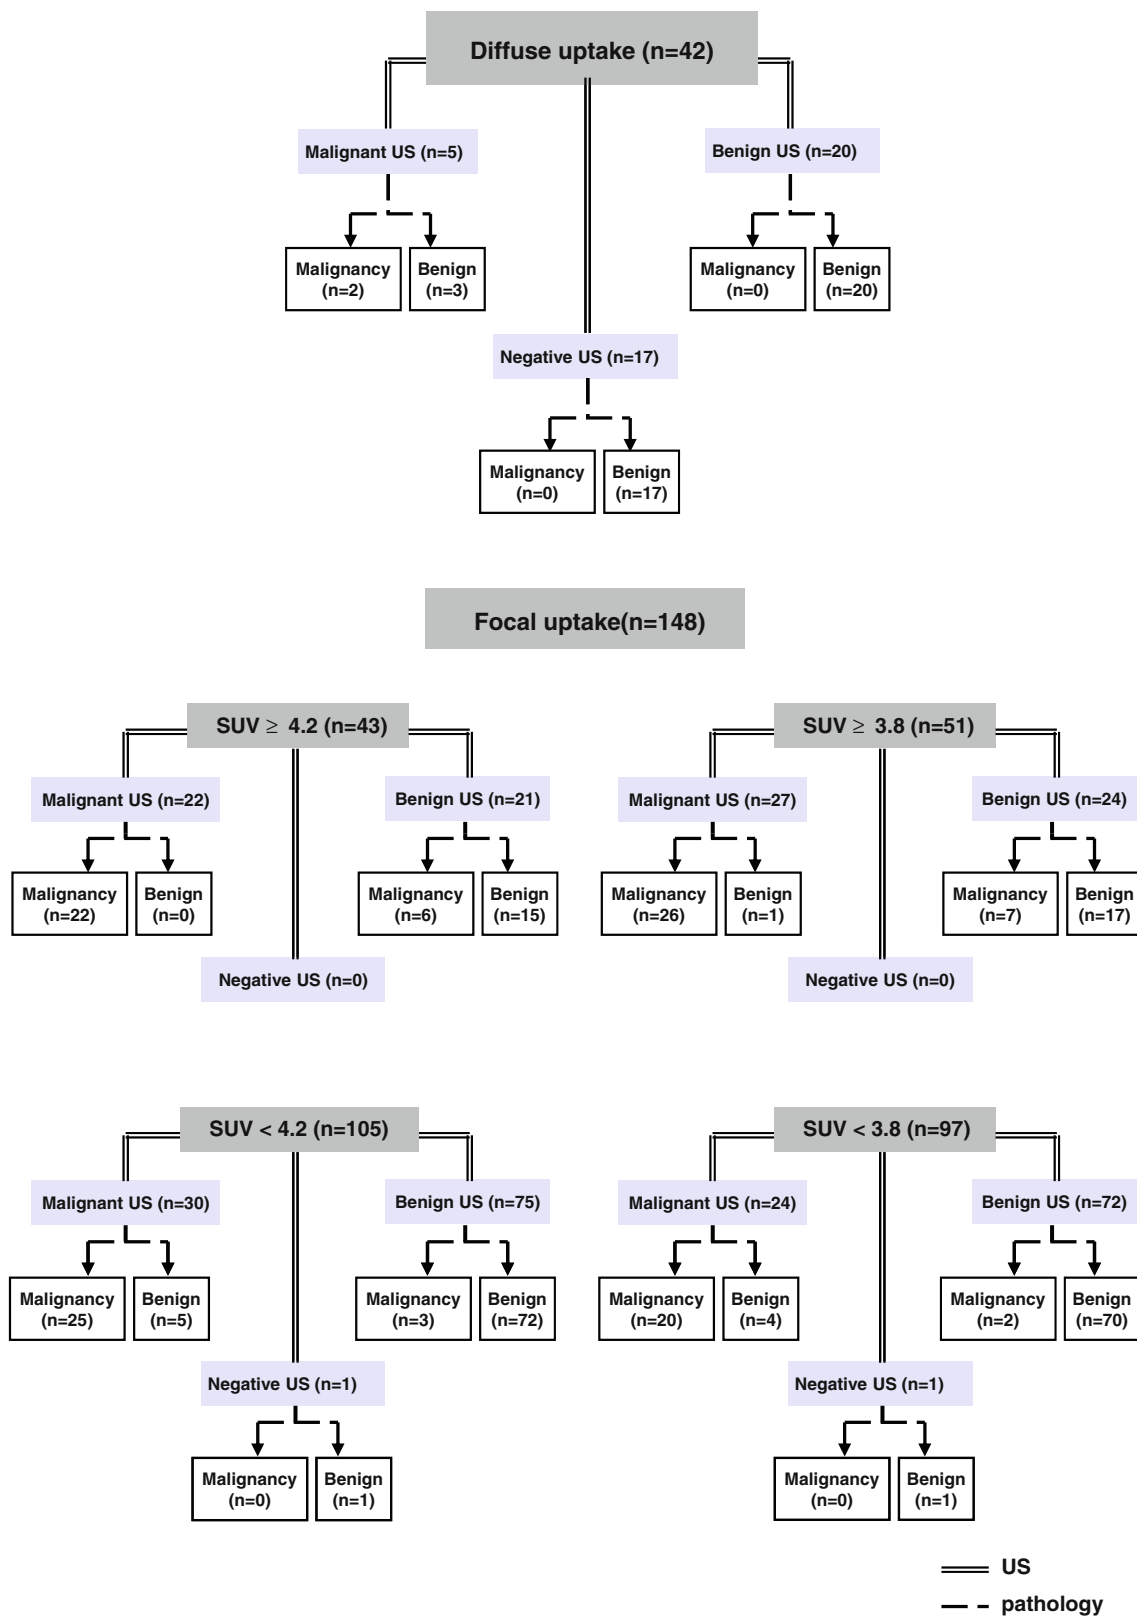 Diffuse uptake (n=42)
Malignant US (n=5)
Benign US (n=20)
Malignancy
(n=2)
Benign
(n=3)
Malignancy
(n=0)
Benign
(n=20)
Negative US (n=17)
Malignancy
(n=0)
Benign
(n=17)
Focal uptake(n=148)
SUV ≥ 4.2 (n=43)
Malignant US (n=22)
Benign US (n=21)
Malignancy
(n=22)
Benign
(n=0)
Malignancy
(n=6)
Benign
(n=15)
Negative US (n=0)
SUV ≥ 3.8 (n=51)
Malignant US (n=27)
Benign US (n=24)
Malignancy
(n=26)
Benign
(n=1)
Malignancy
(n=7)
Benign
(n=17)
Negative US (n=0)
SUV < 4.2 (n=105)
Malignant US (n=30)
Benign US (n=75)
Malignancy
(n=25)
Benign
(n=5)
Malignancy
(n=3)
Benign
(n=72)
Negative US (n=1)
Malignancy
(n=0)
Benign
(n=1)
SUV < 3.8 (n=97)
Malignant US (n=24)
Benign US (n=72)
Malignancy
(n=20)
Benign
(n=4)
Malignancy
(n=2)
Benign
(n=70)
Negative US (n=1)
Malignancy
(n=0)
Benign
(n=1)
US
pathology